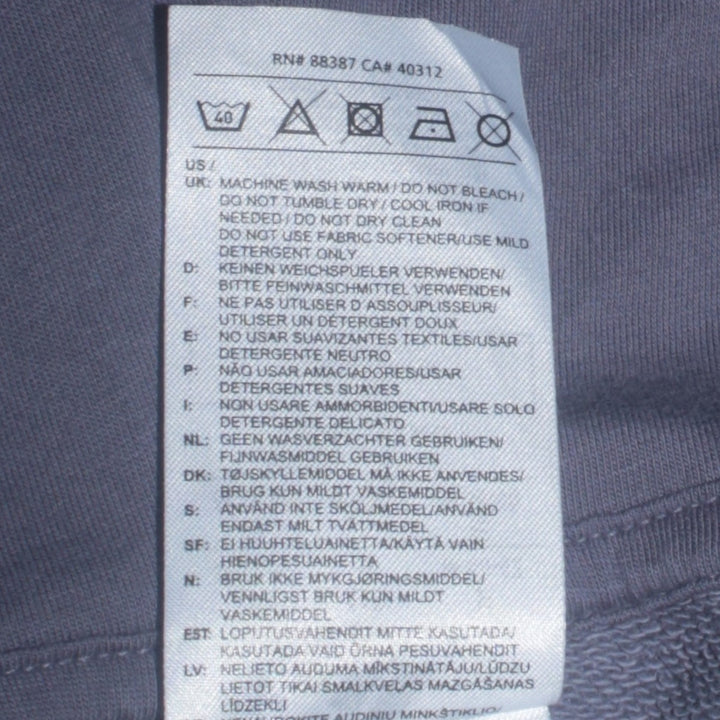 RN# 88387 CA# 40312
40
US /
UK: MACHINE WASH WARM / DO NOT BLEACH /
DO NOT TUMBLE DRY / COOL IRON IF
NEEDED / DO NOT DRY CLEAN
DO NOT USE FABRIC SOFTENER/USE MILD
DETERGENT ONLY
D: KEINEN WEICHSPUELER VERWENDEN/
BITTE FEINWASCHMITTEL VERWENDEN
F: NE PAS UTILISER D ASSOUPLISSEUR/
UTILISER UN DÉTERGENT DOUX
E: NO USAR SUAVIZANTES TEXTILES/USAR
DETERGENTE NEUTRO
P: NÃO USAR AMACIADORES/USAR
DETERGENTES SUAVES
I: NON USARE AMMORBIDENTI/USARE SOLO
DETERGENTE DELICATO
NL: GEEN WASVERZACHTER GEBRUIKEN/
FIJNWASMIDDEL GEBRUIKEN
DK: TØJSKYLLEMIDDEL MÅ IKKE ANVENDES/
BRUG KUN MILDT VASKEMIDDEL
S: ANVÄND INTE SKÖLJMEDEL/ANVÄND
ENDAST MILT TVÄTTMEDEL
SF: EI HUUHTELUAINETTA/KÄYTÄ VAIN
HIENOPESUAINETTA
N: BRUK IKKE MYKGJØRINGSMIDDEL/
VENNLIGST BRUK KUN MILDT
VASKEMIDDEL
EST: LOPUTUSVAHENDIT MITTE KASUTADA/
KASUTADA VAID ÕRNA PESUVAHENDIT
LV: NELIETO AUDUMA MĪKSTINĀTĀJU/LŪDZU
LIETOT TIKAI SMALKVEĻAS MAZGĀŠANAS
LĪDZEKLI
AUDINIŲ MINKŠTIKLIO/